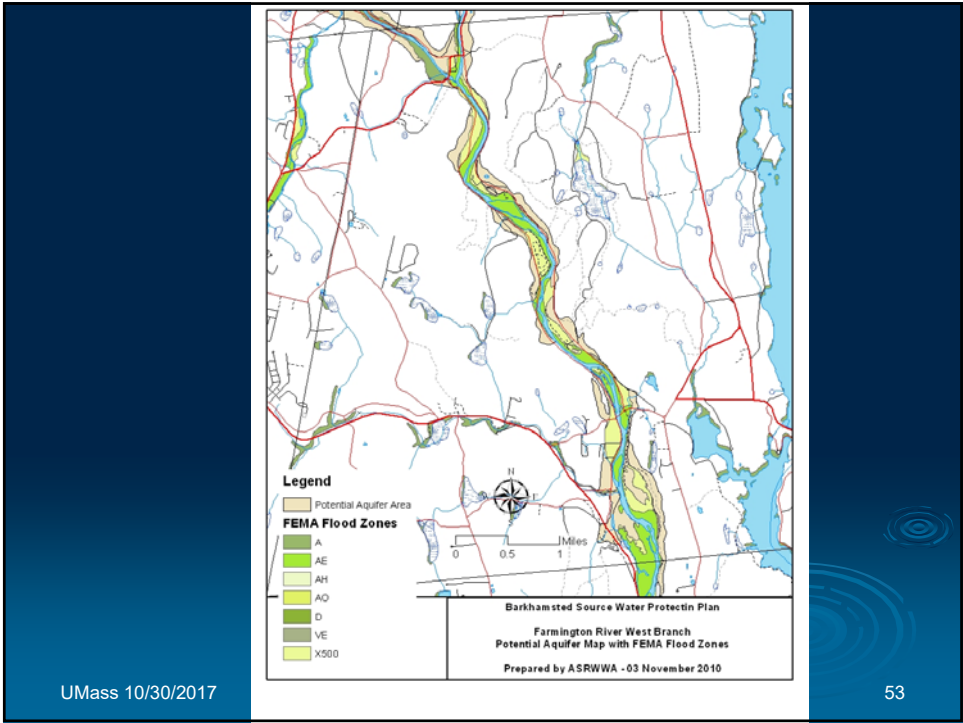 Legend
Potential Aquifer Area
FEMA Flood Zones
A
AE
AH
AO
D
VE
X500
N
Miles
0 0.5 1
Barkhamsted Source Water Protectin Plan
Farmington River West Branch
Potential Aquifer Map with FEMA Flood Zones
Prepared by ASRWWA - 03 November 2010
UMass 10/30/2017
53